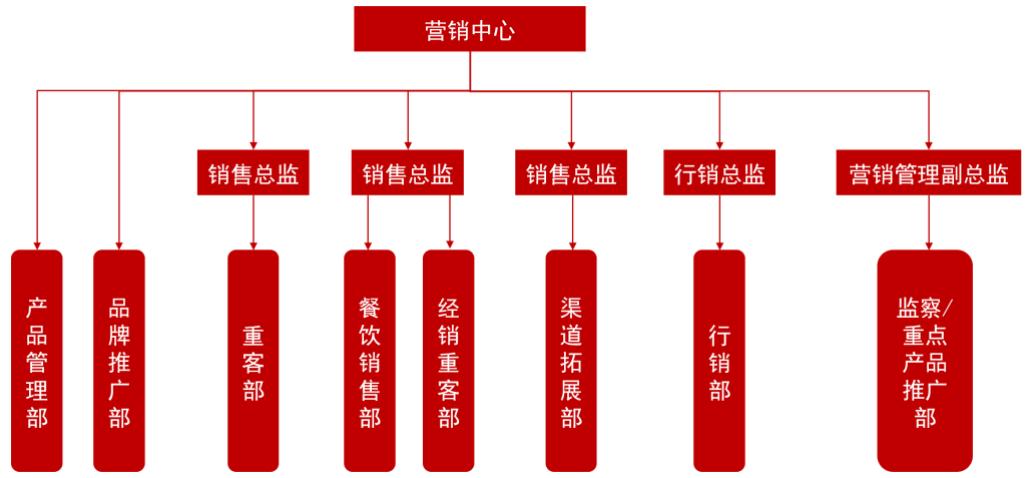 营销中心
销售总监
销售总监
销售总监
行销总监
营销管理副总监
产品管理部
品牌推广部
重客部
餐饮销售部
经销重客部
渠道拓展部
行销部
监察/
重点
产品
推广
部